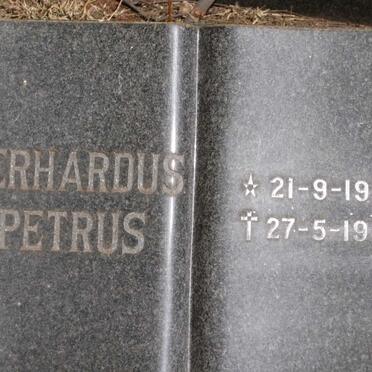 ERHARDUS
PETRUS
☆ 21-9-19
✝ 27-5-19